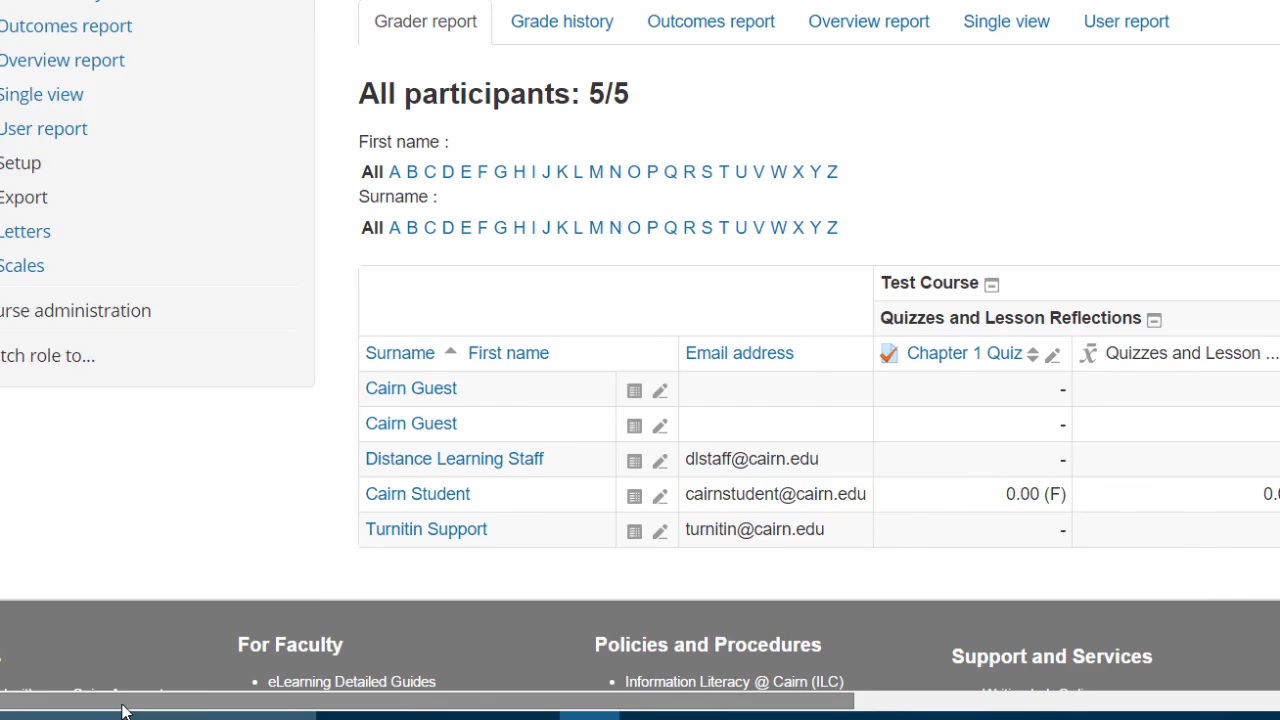 Grader report Grade history Outcomes report Overview report Single view User report
Outcomes report
Overview report
Single view
User report
Setup
Export
Letters
Scales
urse administration
tch role to...
All participants: 5/5
First name :
All A B C D E F G H I J K L M N O P Q R S T U V W X Y Z
Surname :
All A B C D E F G H I J K L M N O P Q R S T U V W X Y Z
Test Course
Quizzes and Lesson Reflections
Surname First name Email address Chapter 1 Quiz x̄ Quizzes and Lesson ...
Cairn Guest -
Cairn Guest -
Distance Learning Staff dlstaff@cairn.edu -
Cairn Student cairnstudent@cairn.edu 0.00 (F) 0.0
Turnitin Support turnitin@cairn.edu -
For Faculty
eLearning Detailed Guides
Policies and Procedures
Information Literacy @ Cairn (ILC)
Support and Services